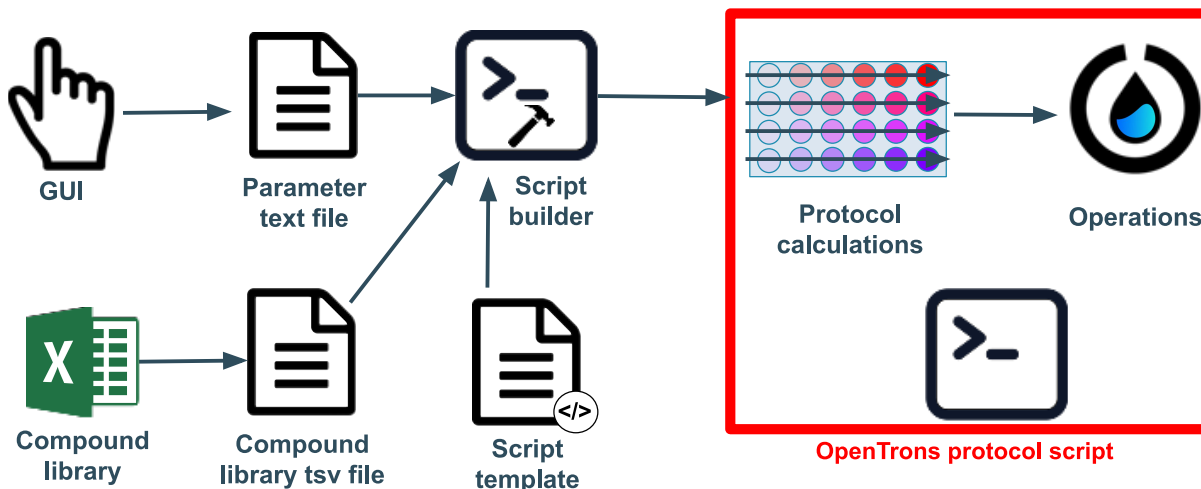 GUI
Parameter
text file
Script
builder
Protocol
calculations
Operations
X
Compound
library
Compound
library tsv file
</>
Script
template
OpenTrons protocol script